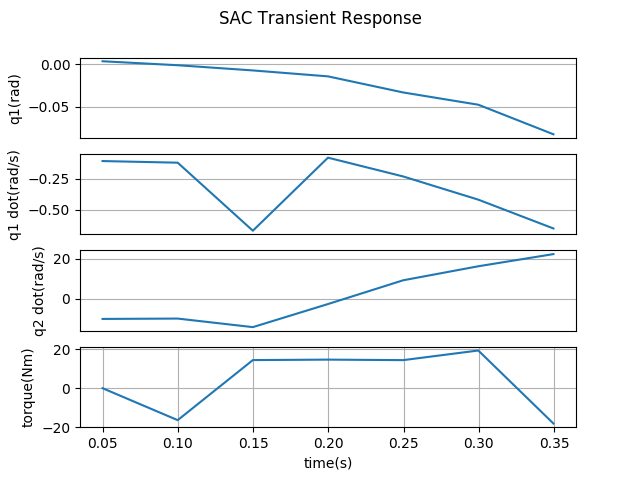 SAC Transient Response
q1(rad)
0.00
−0.05
q1 dot(rad/s)
−0.25
−0.50
q2 dot(rad/s)
20
0
torque(Nm)
20
0
−20
0.05 0.10 0.15 0.20 0.25 0.30 0.35
time(s)